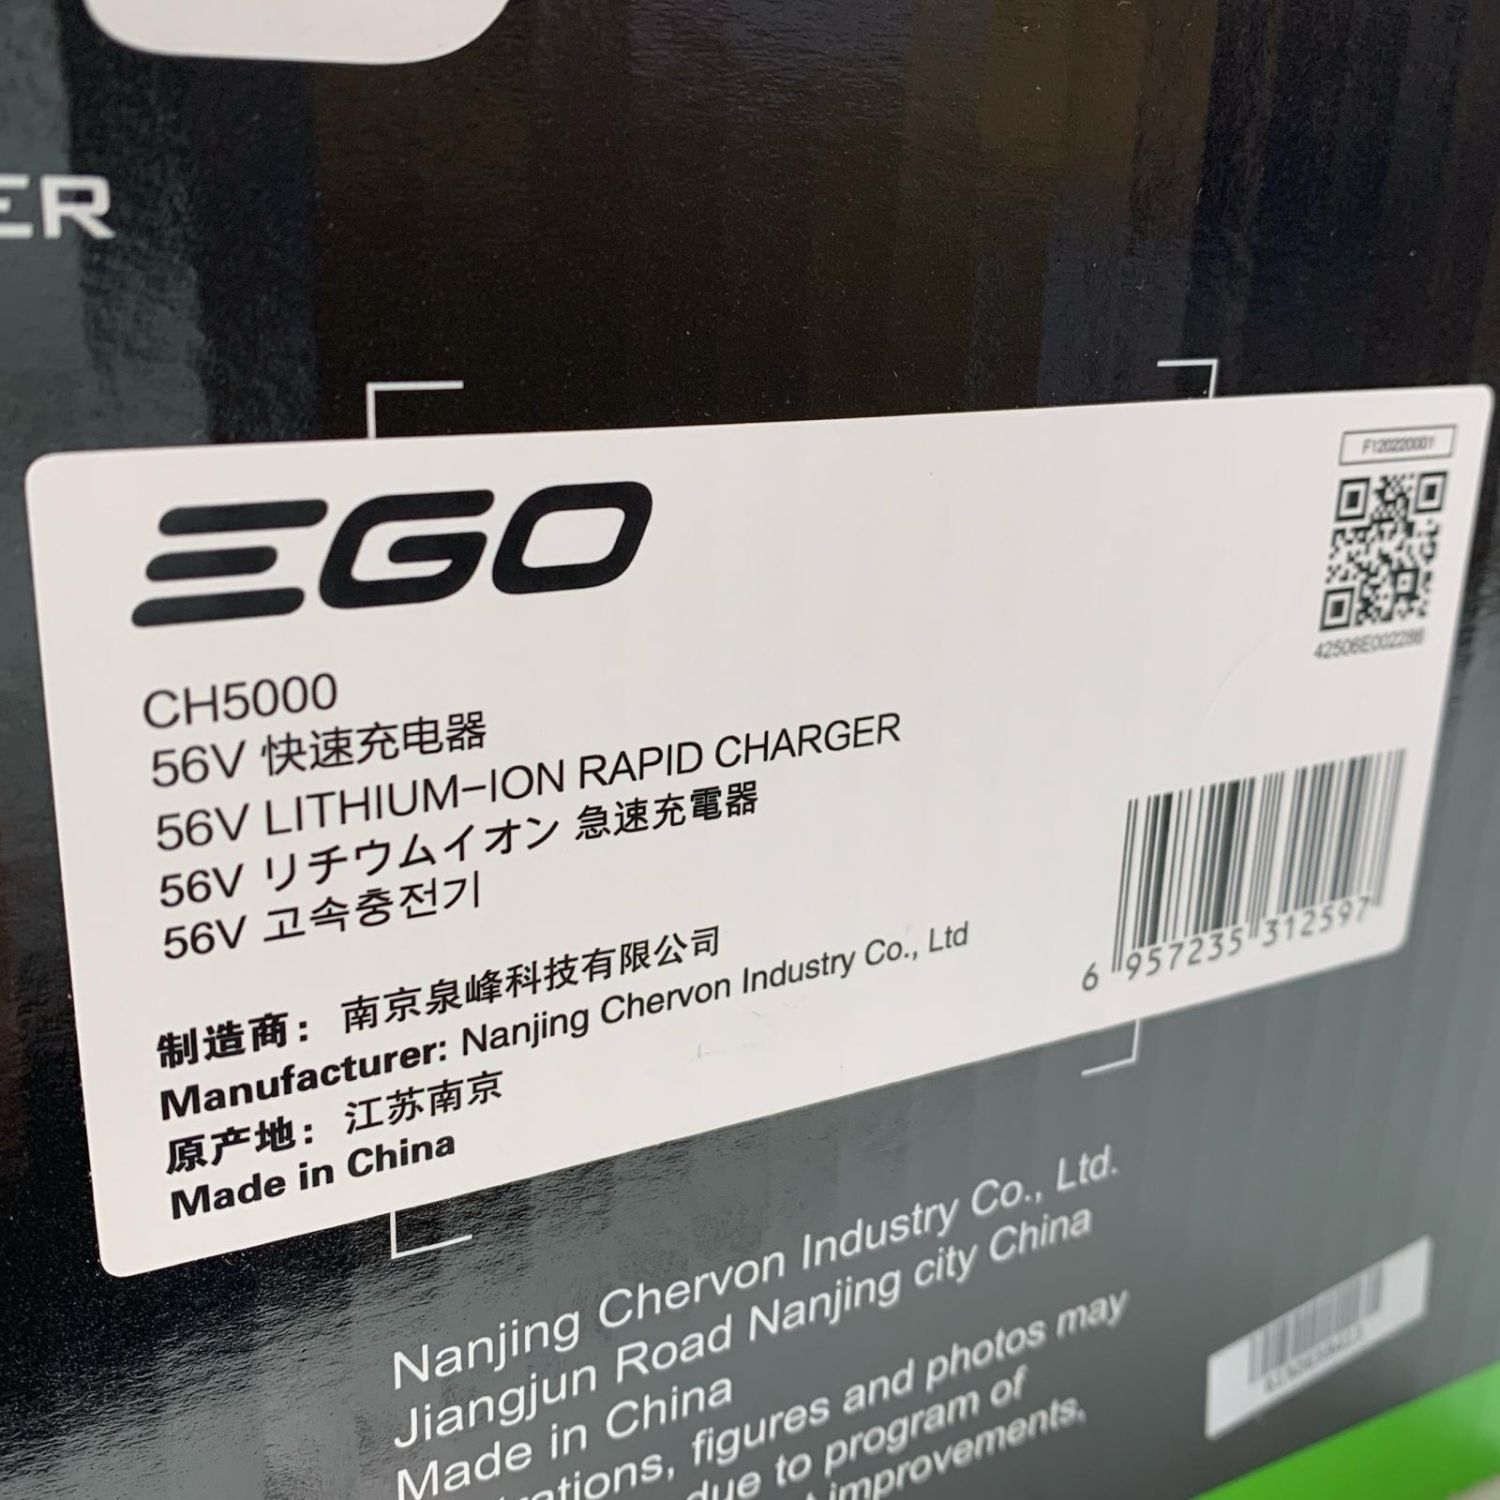 ER
EGO
F120220001
42506E002286
CH5000
56V 快速充电器
56V LITHIUM-ION RAPID CHARGER
56V リチウムイオン 急速充電器
56V 고속충전기
6 957235 312597
制造商： 南京泉峰科技有限公司
Manufacturer: Nanjing Chervon Industry Co., Ltd
原产地： 江苏南京
Made in China
Nanjing Chervon Industry Co., Ltd.
Jiangjun Road Nanjing city China
Made in China
figures and photos may
due to program of
improvements.